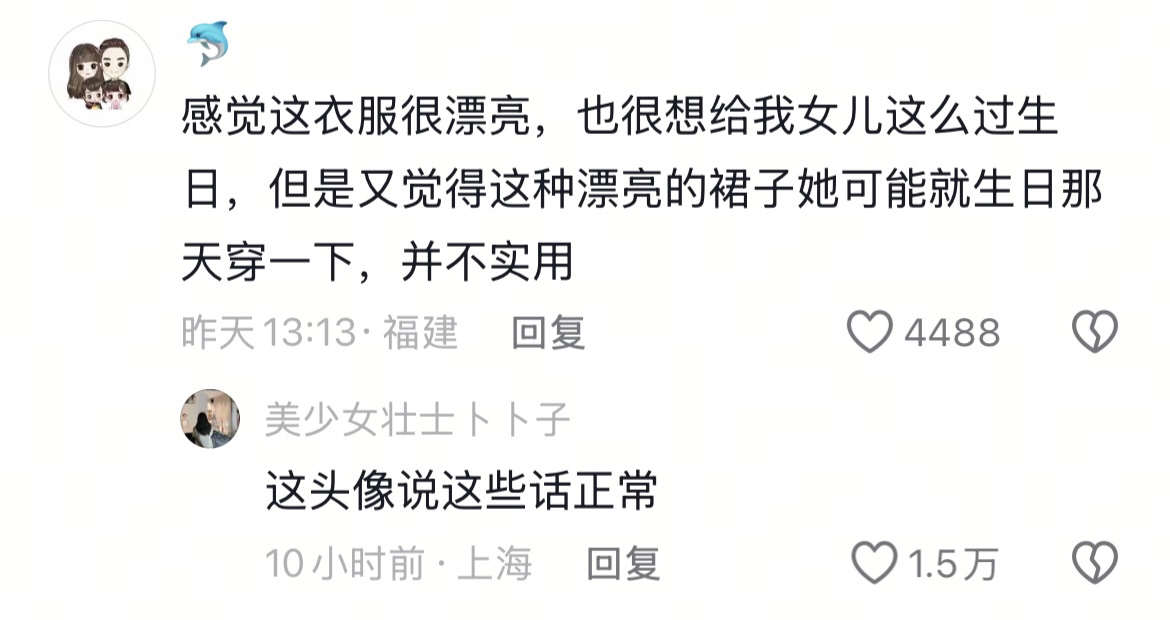 🐬
感觉这衣服很漂亮，也很想给我女儿这么过生
日，但是又觉得这种漂亮的裙子她可能就生日那
天穿一下，并不实用
昨天13:13·福建 回复 4488
美少女壮士卜卜子
这头像说这些话正常
10小时前·上海 回复 1.5万